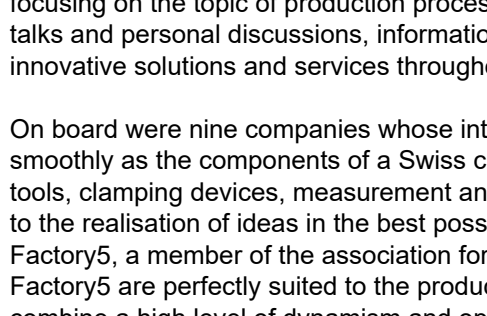 focusing on the topic of production proces
talks and personal discussions, informatio
innovative solutions and services through
On board were nine companies whose int
smoothly as the components of a Swiss c
tools, clamping devices, measurement an
to the realisation of ideas in the best poss
Factory5, a member of the association for
Factory5 are perfectly suited to the produc
combine a high level of dynamism and